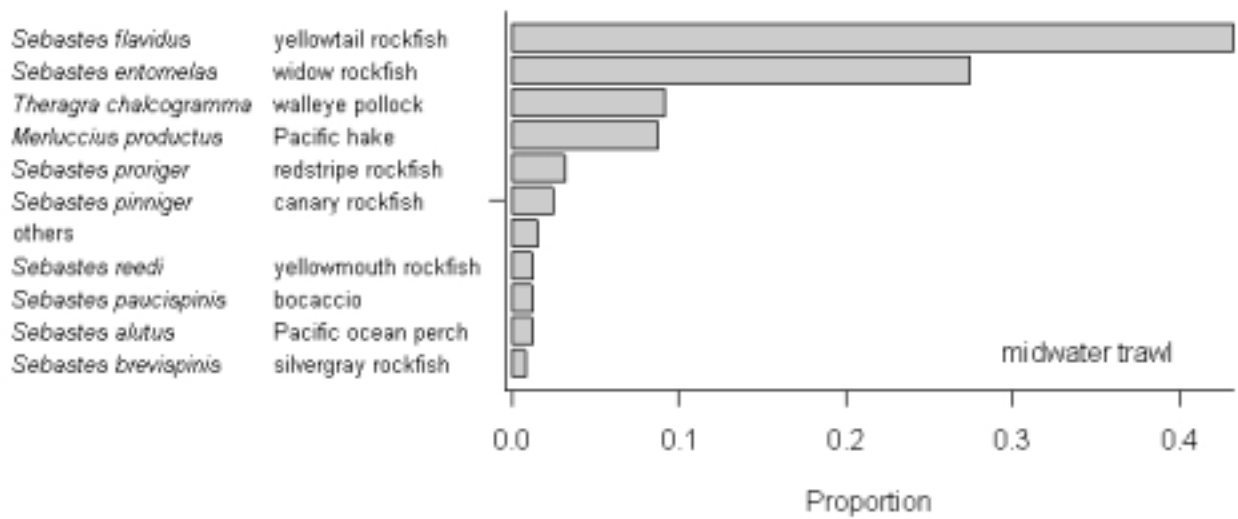 Sebastes flavidus yellowtail rockfish
Sebastes entomelas widow rockfish
Theragra chalcogramma walleye pollock
Merluccius productus Pacific hake
Sebastes proriger redstripe rockfish
Sebastes pinniger canary rockfish
others
Sebastes reedi yellowmouth rockfish
Sebastes paucispinis bocaccio
Sebastes alutus Pacific ocean perch
Sebastes brevispinis silvergray rockfish
midwater trawl
0.0 0.1 0.2 0.3 0.4
Proportion